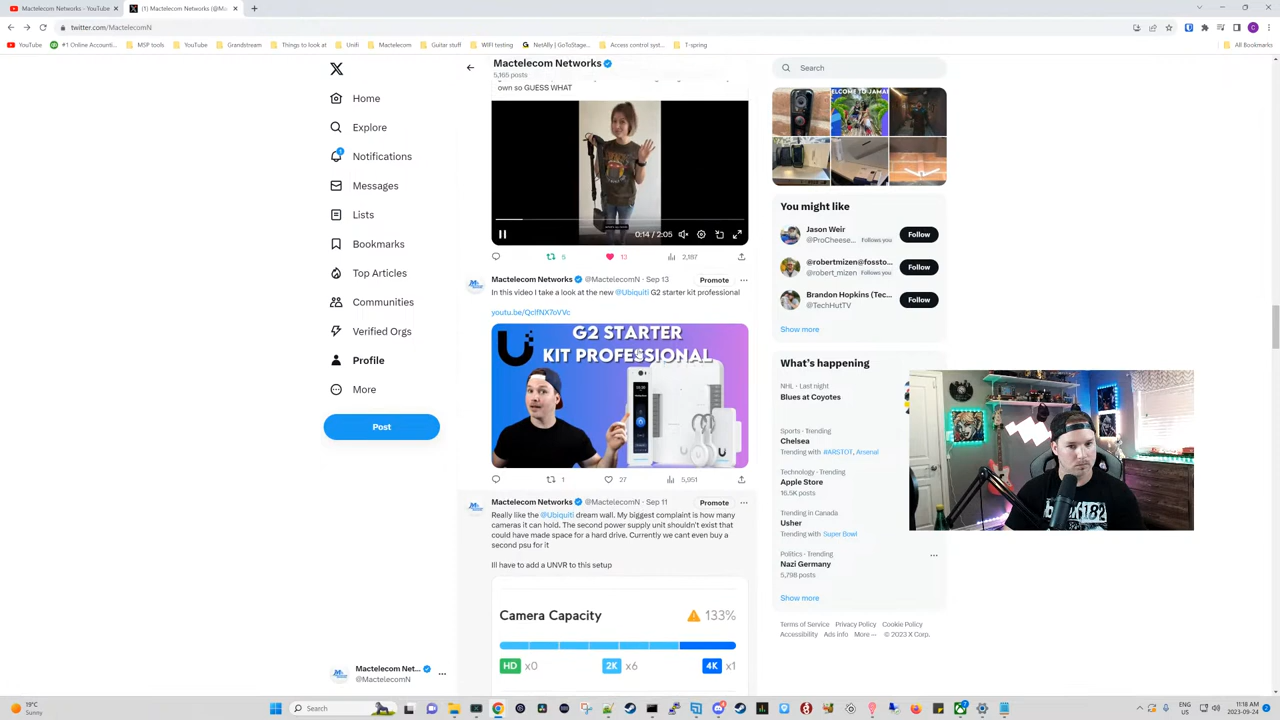 Mactelecom Networks - YouTube
(1) Mactelecom Networks (@Ma
twitter.com/MactelecomN
YouTube
#1 Online Accounti...
MSP tools
YouTube
Grandstream
Things to look at
Unifi
Mactelecom
Guitar stuff
WIFI testing
NetAlly | GoToStage...
Access control syst...
T-spring
All Bookmarks
Mactelecom Networks
5,165 posts
Search
Home
Explore
1
Notifications
Messages
Lists
Bookmarks
Top Articles
Communities
Verified Orgs
Profile
More
Post
Mactelecom Net...
@MactelecomN
own so GUESS WHAT
0:14 / 2:05
5
13
2,187
Mactelecom Networks @MactelecomN · Sep 13
Promote
In this video I take a look at the new @Ubiquiti G2 starter kit professional
youtu.be/QclfNX7oVVc
G2 STARTER
KIT PROFESSIONAL
1
27
5,951
Mactelecom Networks @MactelecomN · Sep 11
Promote
Really like the @Ubiquiti dream wall. My biggest complaint is how many
cameras it can hold. The second power supply unit shouldn't exist that
could have made space for a hard drive. Currently we cant even buy a
second psu for it
Ill have to add a UNVR to this setup
Camera Capacity
133%
HD x0
2K x6
4K x1
You might like
Jason Weir
@ProCheese... Follows you
Follow
@robertmizen@fossto...
@robert_mizen Follows you
Follow
Brandon Hopkins (Tec...
@TechHutTV
Follow
Show more
What's happening
NHL · Last night
Blues at Coyotes
Sports · Trending
Chelsea
Trending with #ARSTOT, Arsenal
Technology · Trending
Apple Store
16.5K posts
Trending in Canada
Usher
Trending with Super Bowl
Politics · Trending
Nazi Germany
5,798 posts
Show more
Terms of Service Privacy Policy Cookie Policy
Accessibility Ads info More — © 2023 X Corp.
19°C
Sunny
Search
ENG
US
11:18 AM
2023-09-24